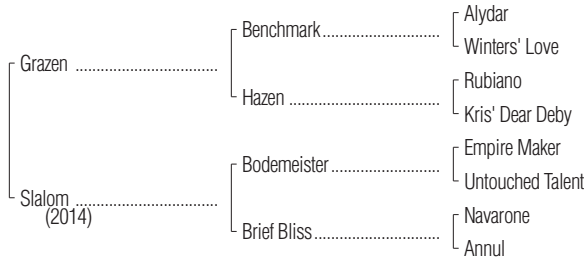 Alydar
Benchmark
Winters' Love
Grazen
Rubiano
Hazen
Kris' Dear Deby
Empire Maker
Bodemeister
Untouched Talent
Slalom
(2014)
Navarone
Brief Bliss
Annul